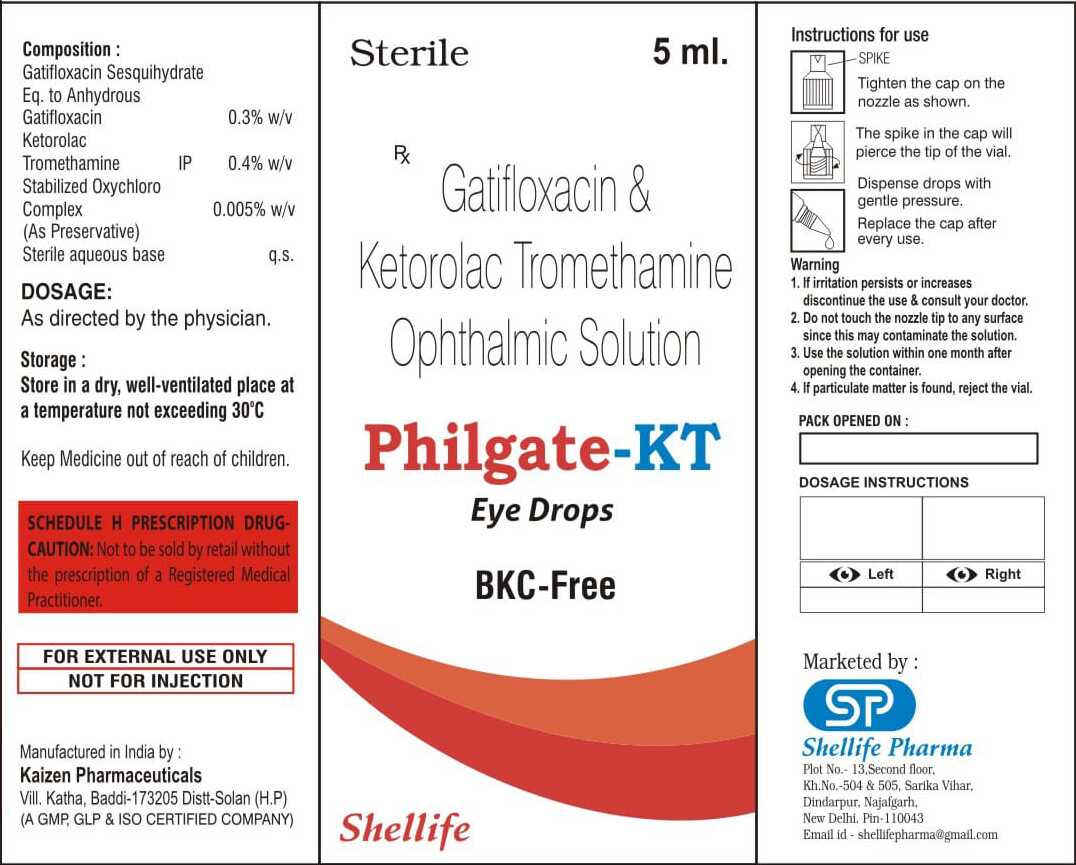 Composition :
Gatifloxacin Sesquihydrate
Eq. to Anhydrous
Gatifloxacin 0.3% w/v
Ketorolac
Tromethamine IP 0.4% w/v
Stabilized Oxychloro
Complex 0.005% w/v
(As Preservative)
Sterile aqueous base q.s.
DOSAGE:
As directed by the physician.
Storage :
Store in a dry, well-ventilated place at
a temperature not exceeding 30⁰C
Keep Medicine out of reach of children.
SCHEDULE H PRESCRIPTION DRUG-
CAUTION: Not to be sold by retail without
the prescription of a Registered Medical
Practitioner.
FOR EXTERNAL USE ONLY
NOT FOR INJECTION
Manufactured in India by :
Kaizen Pharmaceuticals
Vill. Katha, Baddi-173205 Distt-Solan (H.P)
(A GMP, GLP & ISO CERTIFIED COMPANY)
Sterile 5 ml.
℞
Gatifloxacin &
Ketorolac Tromethamine
Ophthalmic Solution
Philgate-KT
Eye Drops
BKC-Free
Shellife
Instructions for use
SPIKE
Tighten the cap on the
nozzle as shown.
The spike in the cap will
pierce the tip of the vial.
Dispense drops with
gentle pressure.
Replace the cap after
every use.
Warning
1. If irritation persists or increases
discontinue the use & consult your doctor.
2. Do not touch the nozzle tip to any surface
since this may contaminate the solution.
3. Use the solution within one month after
opening the container.
4. If particulate matter is found, reject the vial.
PACK OPENED ON :
DOSAGE INSTRUCTIONS
Left Right
Marketed by :
SP
Shellife Pharma
Plot No.- 13,Second floor,
Kh.No.-504 & 505, Sarika Vihar,
Dindarpur, Najafgarh,
New Delhi. Pin-110043
Email id - shellifepharma@gmail.com